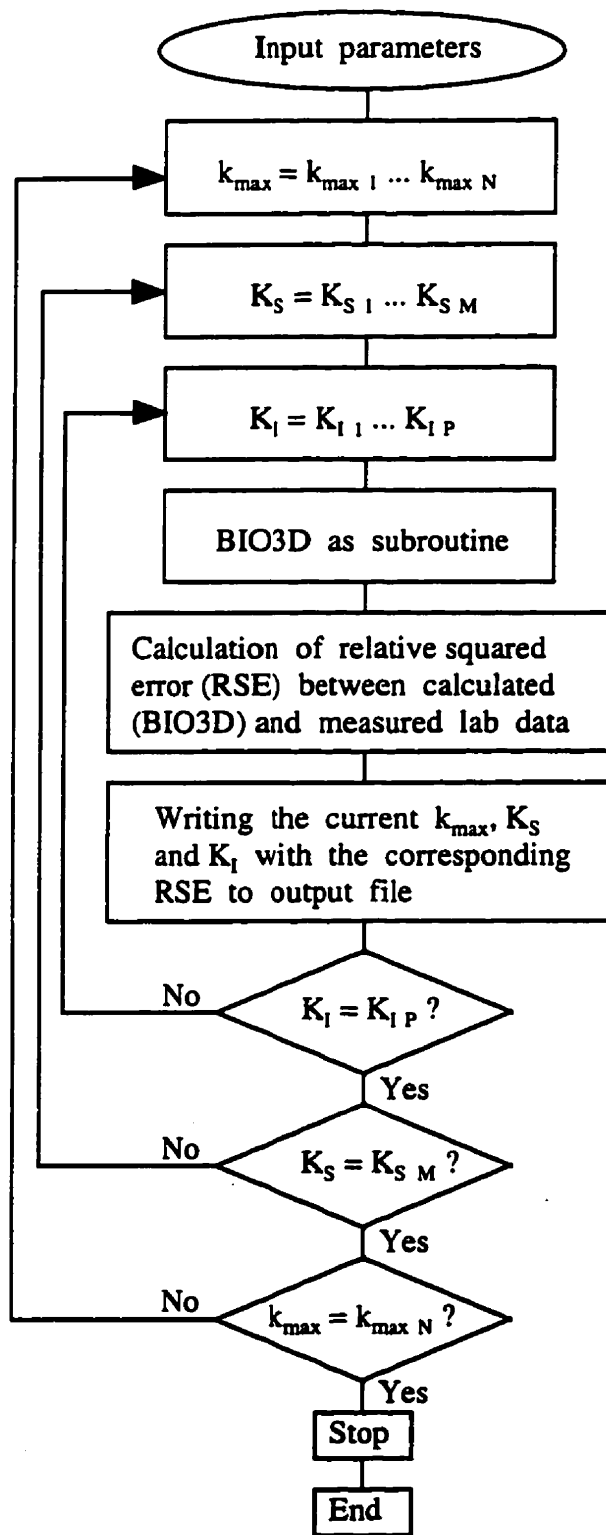 Input parameters
k_max = k_max 1 ... k_max N
K_S = K_S 1 ... K_S M
K_I = K_I 1 ... K_I P
BIO3D as subroutine
Calculation of relative squared
error (RSE) between calculated
(BIO3D) and measured lab data
Writing the current k_max, K_S
and K_I with the corresponding
RSE to output file
No
K_I = K_I P ?
Yes
No
K_S = K_S M ?
Yes
No
k_max = k_max N ?
Yes
Stop
End